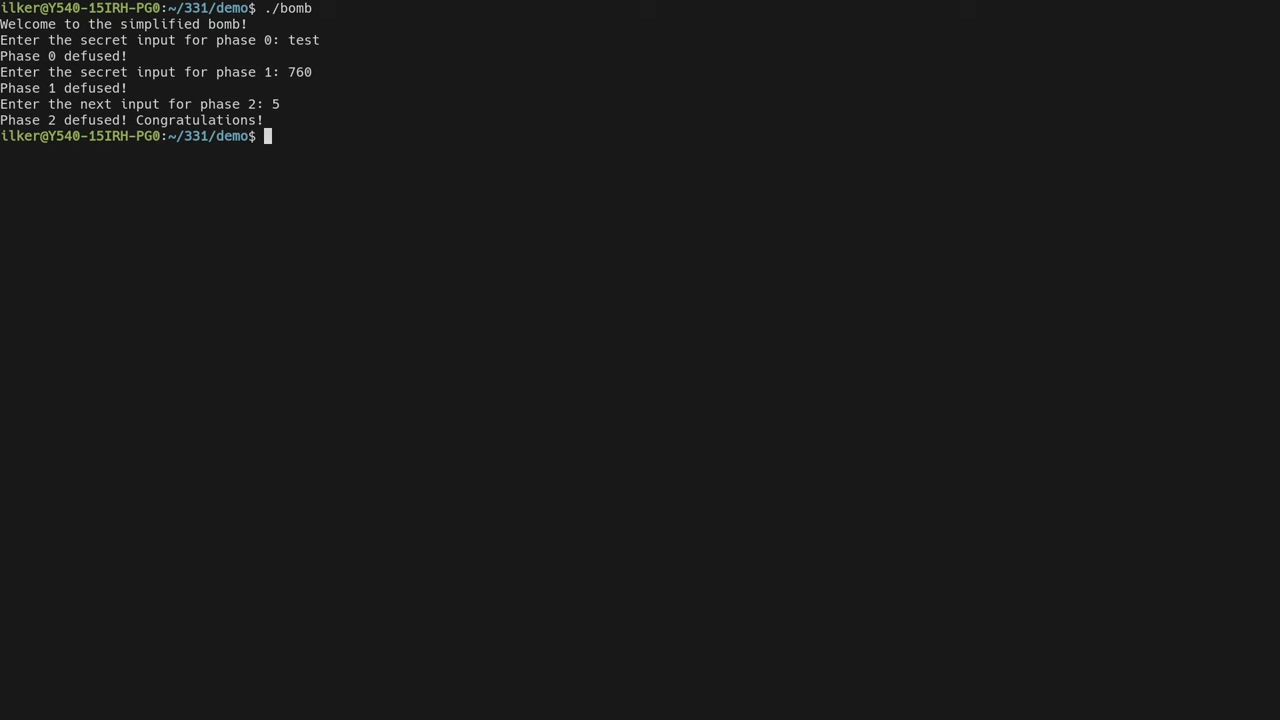 ilker@Y540-15IRH-PG0:~/331/demo$ ./bomb
Welcome to the simplified bomb!
Enter the secret input for phase 0: test
Phase 0 defused!
Enter the secret input for phase 1: 760
Phase 1 defused!
Enter the next input for phase 2: 5
Phase 2 defused! Congratulations!
ilker@Y540-15IRH-PG0:~/331/demo$